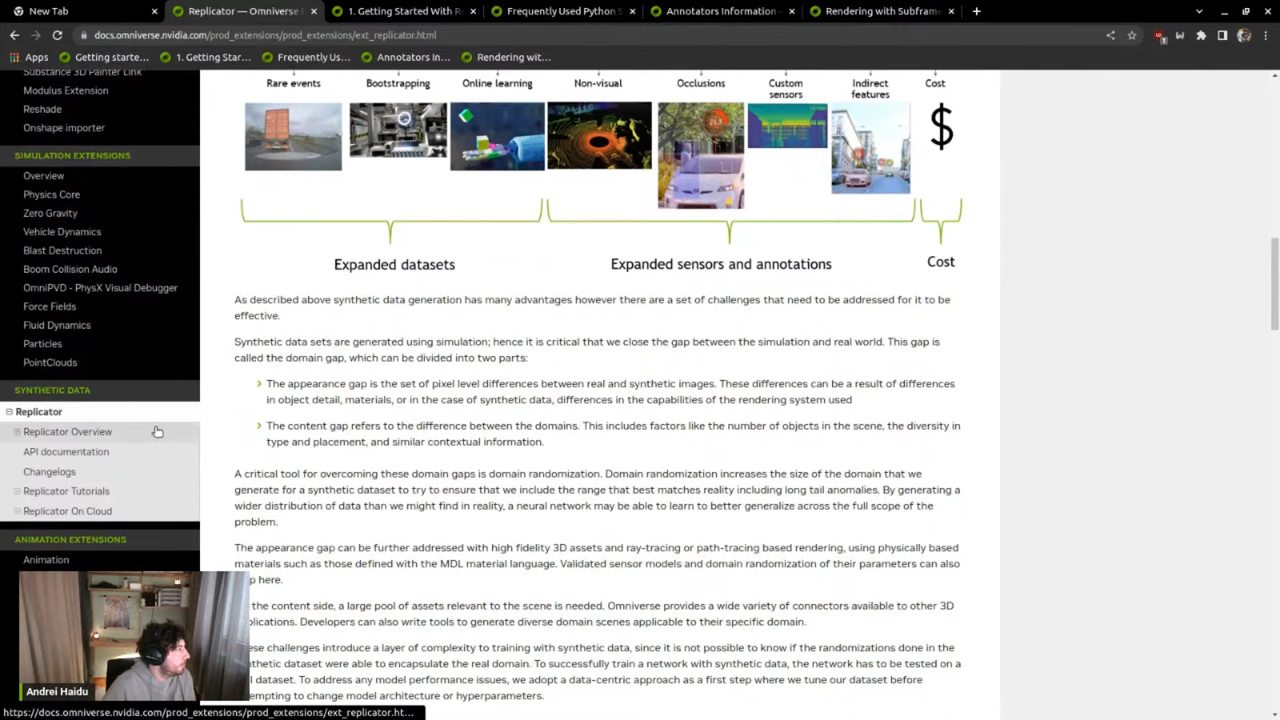 New Tab
Replicator — Omniverse E
1. Getting Started With R
Frequently Used Python S
Annotators Information —
Rendering with Subframe
docs.omniverse.nvidia.com/prod_extensions/prod_extensions/ext_replicator.html
Apps
Getting starte...
1. Getting Star...
Frequently Us...
Annotators In...
Rendering wit...
Substance 3D Painter Link
Modulus Extension
Reshade
Onshape importer
SIMULATION EXTENSIONS
Overview
Physics Core
Zero Gravity
Vehicle Dynamics
Blast Destruction
Boom Collision Audio
OmniPVD - PhysX Visual Debugger
Force Fields
Fluid Dynamics
Particles
PointClouds
SYNTHETIC DATA
Replicator
Replicator Overview
API documentation
Changelogs
Replicator Tutorials
Replicator On Cloud
ANIMATION EXTENSIONS
Animation
Rare events
Bootstrapping
Online learning
Non-visual
Occlusions
Custom
sensors
Indirect
features
Cost
$
Expanded datasets
Expanded sensors and annotations
Cost
As described above synthetic data generation has many advantages however there are a set of challenges that need to be addressed for it to be
effective.
Synthetic data sets are generated using simulation; hence it is critical that we close the gap between the simulation and real world. This gap is
called the domain gap, which can be divided into two parts:
The appearance gap is the set of pixel level differences between real and synthetic images. These differences can be a result of differences
in object detail, materials, or in the case of synthetic data, differences in the capabilities of the rendering system used
The content gap refers to the difference between the domains. This includes factors like the number of objects in the scene, the diversity in
type and placement, and similar contextual information.
A critical tool for overcoming these domain gaps is domain randomization. Domain randomization increases the size of the domain that we
generate for a synthetic dataset to try to ensure that we include the range that best matches reality including long tail anomalies. By generating a
wider distribution of data than we might find in reality, a neural network may be able to learn to better generalize across the full scope of the
problem.
The appearance gap can be further addressed with high fidelity 3D assets and ray-tracing or path-tracing based rendering, using physically based
materials such as those defined with the MDL material language. Validated sensor models and domain randomization of their parameters can also
p here.
the content side, a large pool of assets relevant to the scene is needed. Omniverse provides a wide variety of connectors available to other 3D
plications. Developers can also write tools to generate diverse domain scenes applicable to their specific domain.
ese challenges introduce a layer of complexity to training with synthetic data, since it is not possible to know if the randomizations done in the
nthetic dataset were able to encapsulate the real domain. To successfully train a network with synthetic data, the network has to be tested on a
l dataset. To address any model performance issues, we adopt a data-centric approach as a first step where we tune our dataset before
empting to change model architecture or hyperparameters.
Andrei Haidu
https://docs.omniverse.nvidia.com/prod_extensions/prod_extensions/ext_replicator.ht...